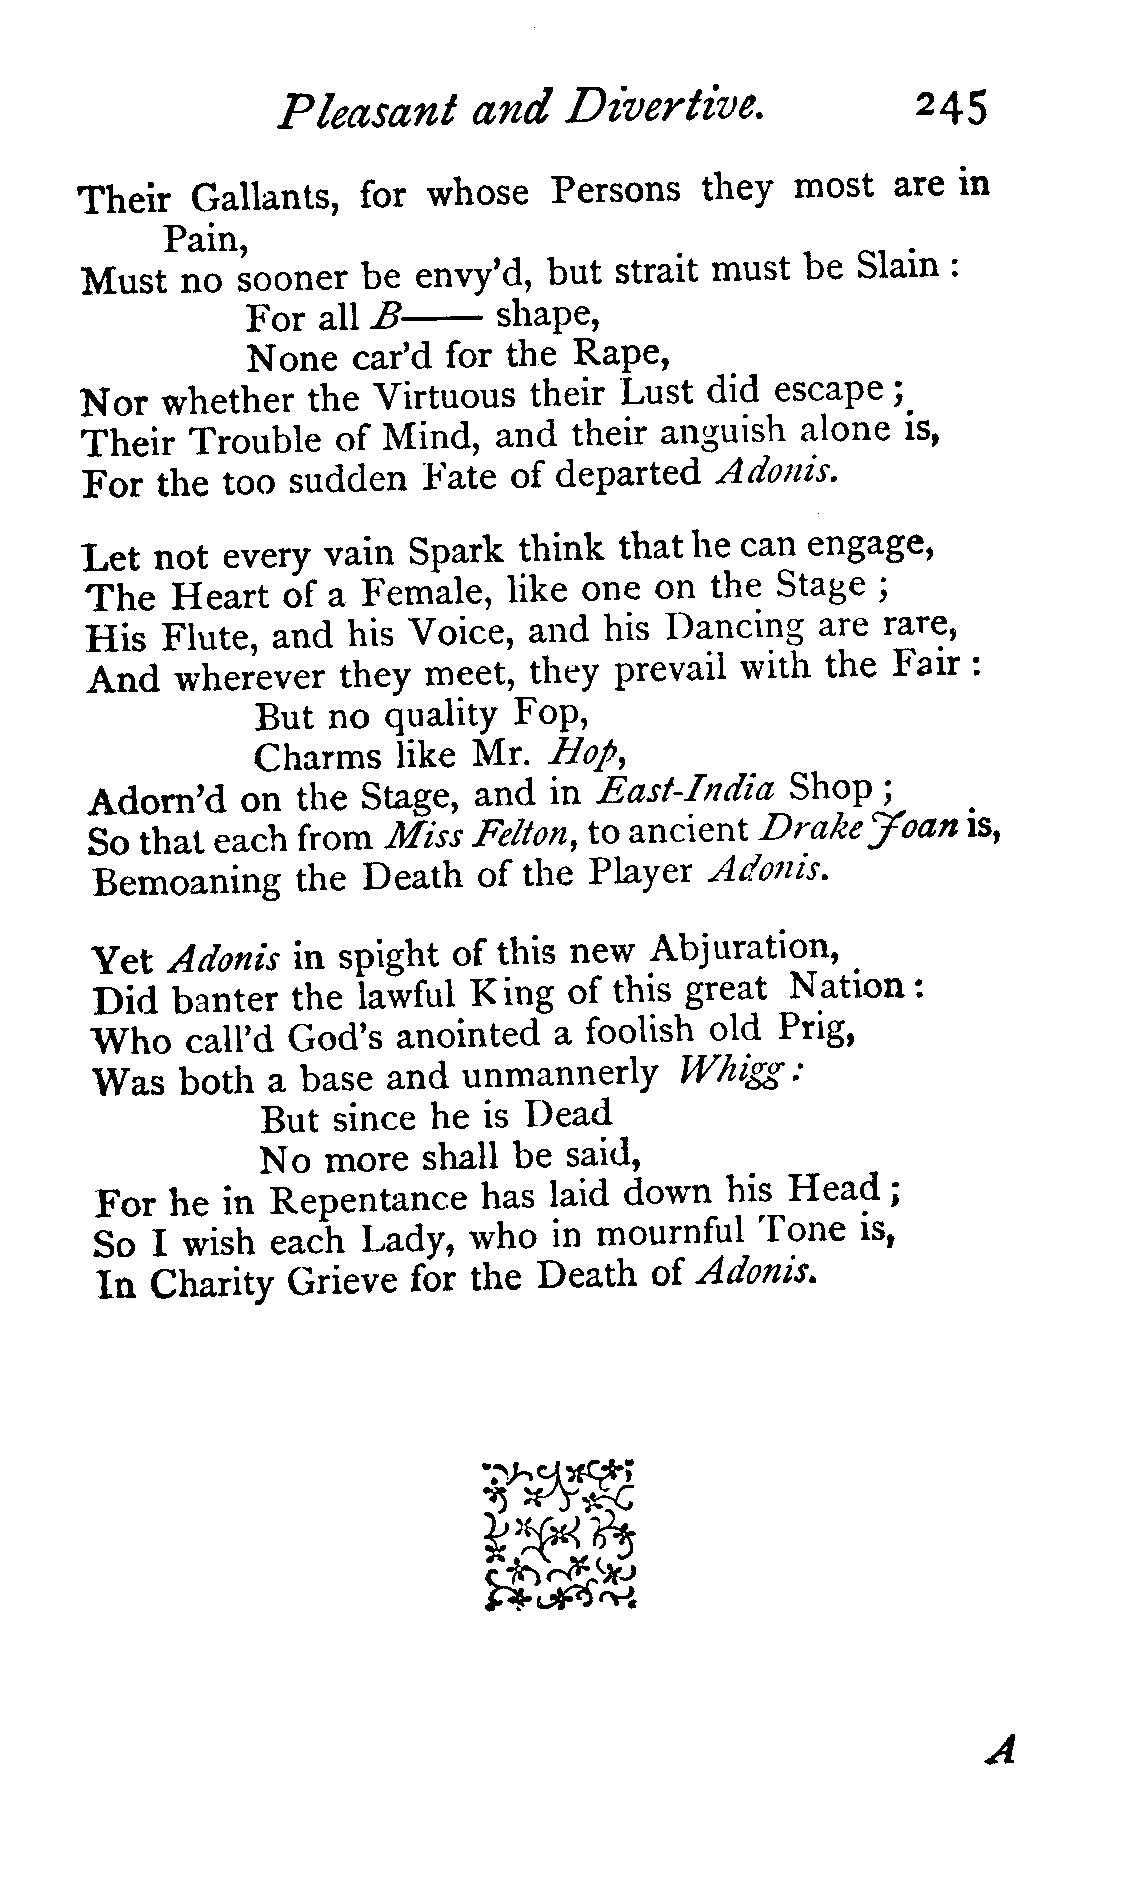 Pleasant and Divertive. 245
Their Gallants, for whose Persons they most are in
Pain,
Must no sooner be envy'd, but strait must be Slain :
For all B—— shape,
None car'd for the Rape,
Nor whether the Virtuous their Lust did escape ;
Their Trouble of Mind, and their anguish alone is,
For the too sudden Fate of departed Adonis.
Let not every vain Spark think that he can engage,
The Heart of a Female, like one on the Stage ;
His Flute, and his Voice, and his Dancing are rare,
And wherever they meet, they prevail with the Fair :
But no quality Fop,
Charms like Mr. Hop,
Adorn'd on the Stage, and in East-India Shop ;
So that each from Miss Felton, to ancient Drake Joan is,
Bemoaning the Death of the Player Adonis.
Yet Adonis in spight of this new Abjuration,
Did banter the lawful King of this great Nation :
Who call'd God's anointed a foolish old Prig,
Was both a base and unmannerly Whigg :
But since he is Dead
No more shall be said,
For he in Repentance has laid down his Head ;
So I wish each Lady, who in mournful Tone is,
In Charity Grieve for the Death of Adonis.
A